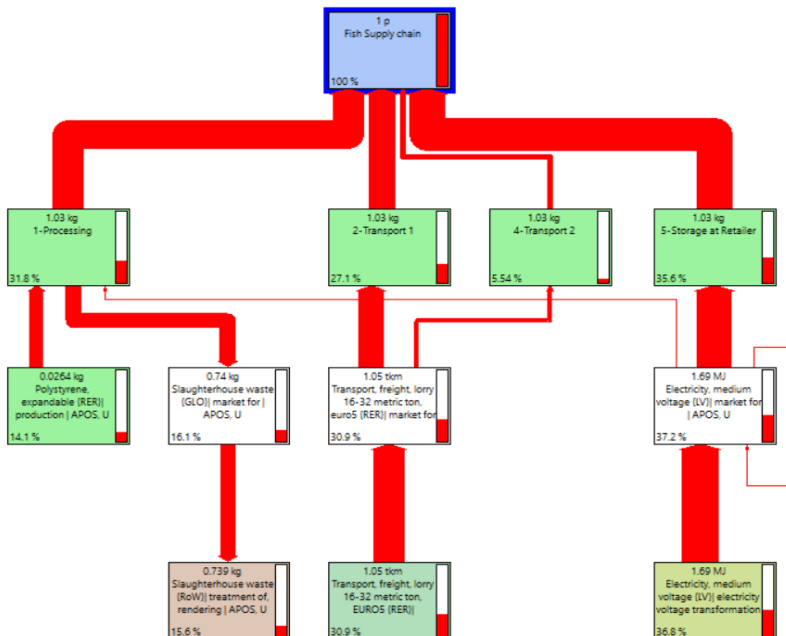 1 p
Fish Supply chain
100 %
1.03 kg
1-Processing
31.8 %
1.03 kg
2-Transport 1
27.1 %
1.03 kg
4-Transport 2
5.54 %
1.03 kg
5-Storage at Retailer
35.6 %
0.0264 kg
Polystyrene,
expandable {RER}|
production | APOS, U
14.1 %
0.74 kg
Slaughterhouse waste
{GLO}| market for |
APOS, U
16.1 %
1.05 tkm
Transport, freight, lorry
16-32 metric ton,
euro5 {RER}| market for
30.9 %
1.69 MJ
Electricity, medium
voltage {LV}| market for
| APOS, U
37.2 %
0.739 kg
Slaughterhouse waste
{RoW}| treatment of,
rendering | APOS, U
15.6 %
1.05 tkm
Transport, freight, lorry
16-32 metric ton,
EURO5 {RER}|
30.9 %
1.69 MJ
Electricity, medium
voltage {LV}| electricity
voltage transformation
36.8 %